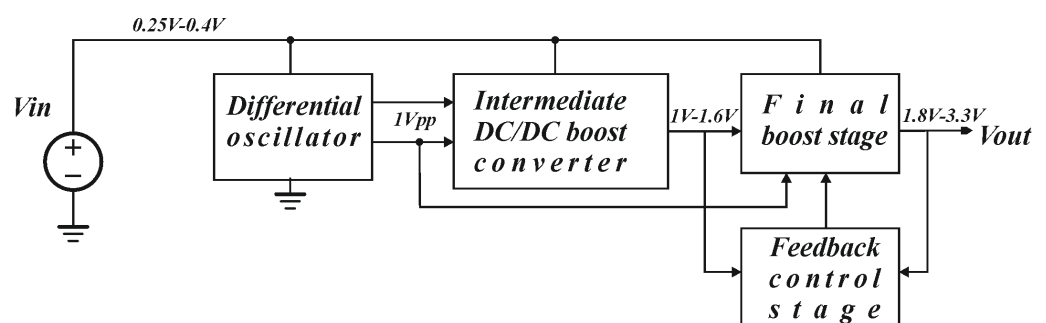 0.25V-0.4V
Vin
+
−
Differential
oscillator
1Vpp
Intermediate
DC/DC boost
converter
1V-1.6V
Final
boost stage
1.8V-3.3V
Vout
Feedback
control
stage